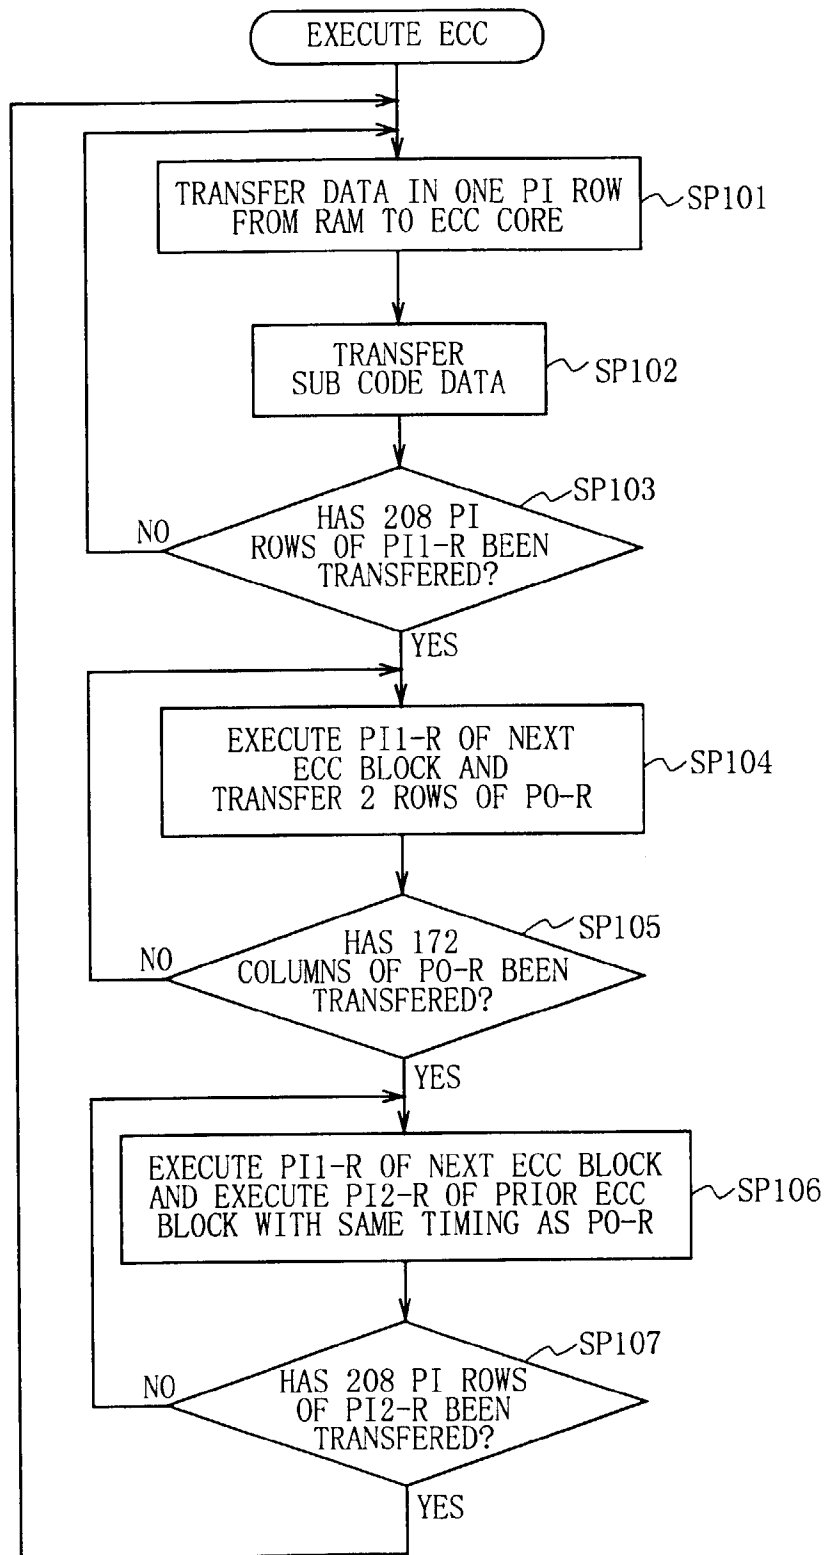 EXECUTE ECC
TRANSFER DATA IN ONE PI ROW
FROM RAM TO ECC CORE
SP101
TRANSFER
SUB CODE DATA
SP102
SP103
HAS 208 PI
ROWS OF PI1-R BEEN
TRANSFERED?
NO
YES
EXECUTE PI1-R OF NEXT
ECC BLOCK AND
TRANSFER 2 ROWS OF PO-R
SP104
SP105
HAS 172
COLUMNS OF PO-R BEEN
TRANSFERED?
NO
YES
EXECUTE PI1-R OF NEXT ECC BLOCK
AND EXECUTE PI2-R OF PRIOR ECC
BLOCK WITH SAME TIMING AS PO-R
SP106
SP107
HAS 208 PI ROWS
OF PI2-R BEEN
TRANSFERED?
NO
YES